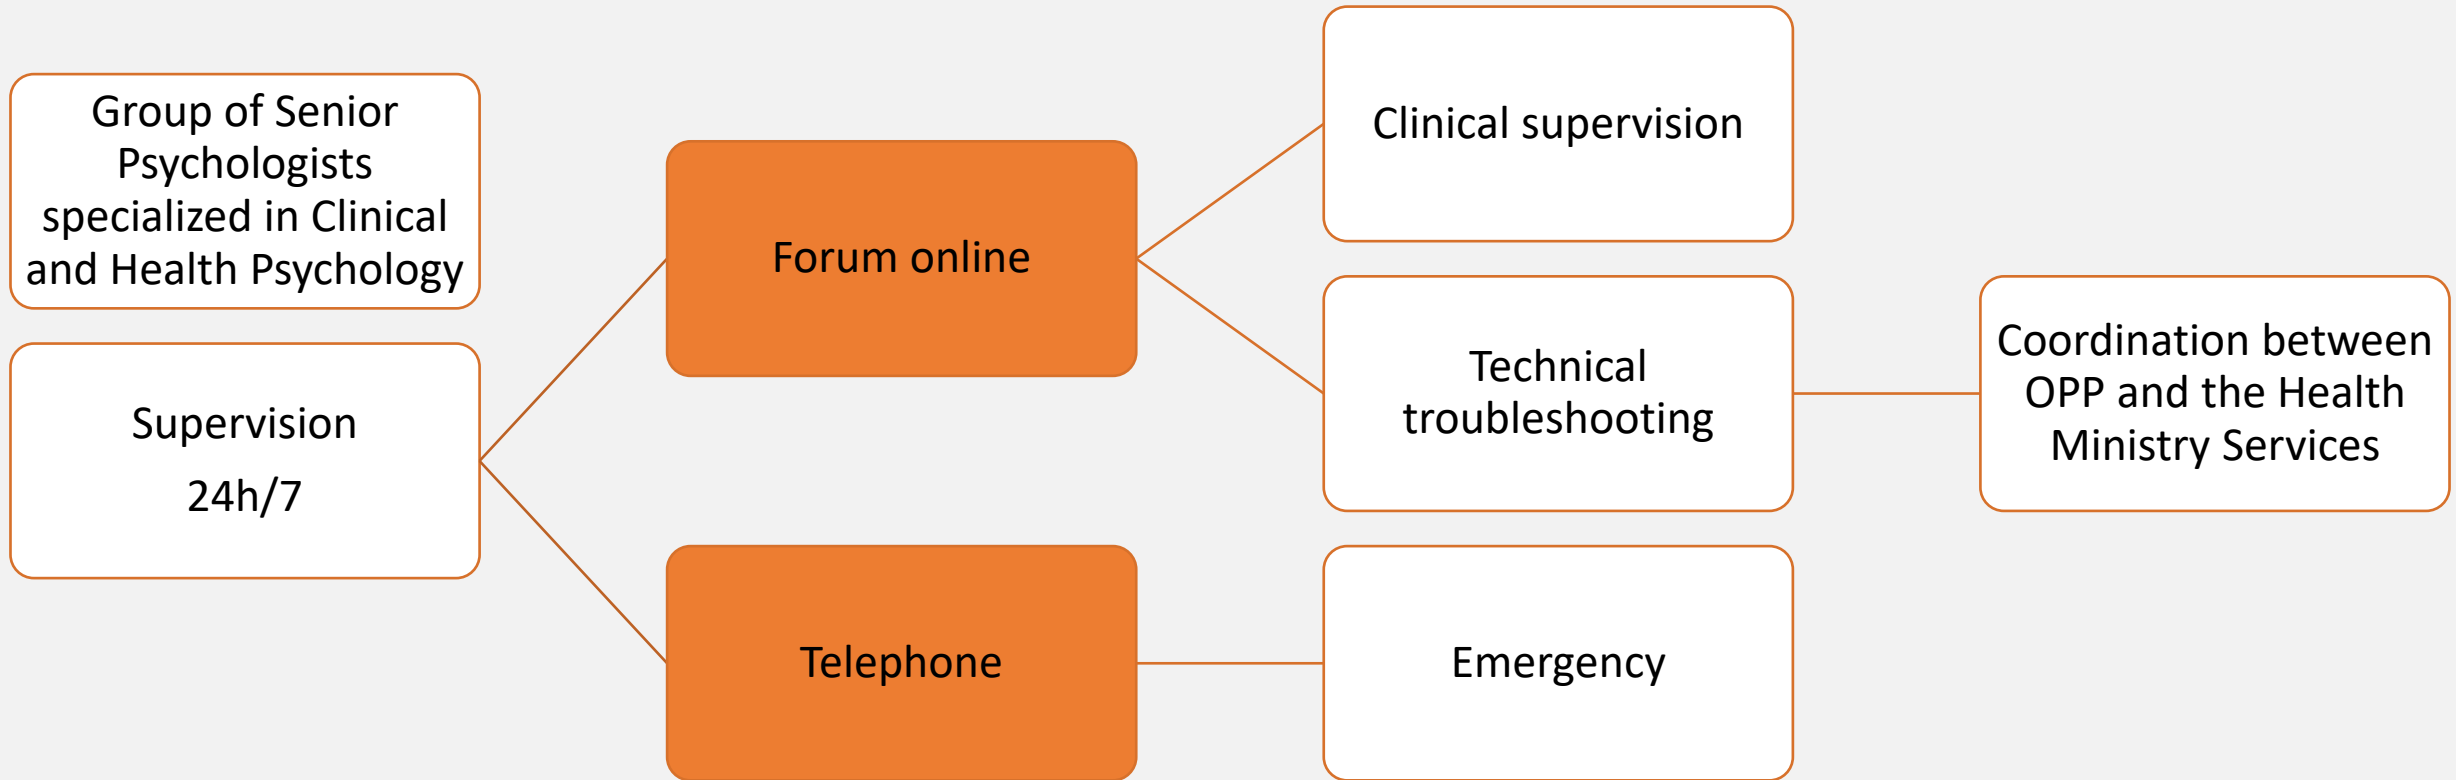 Group of Senior
Psychologists
specialized in Clinical
and Health Psychology
Supervision
24h/7
Forum online
Telephone
Clinical supervision
Technical
troubleshooting
Emergency
Coordination between
OPP and the Health
Ministry Services